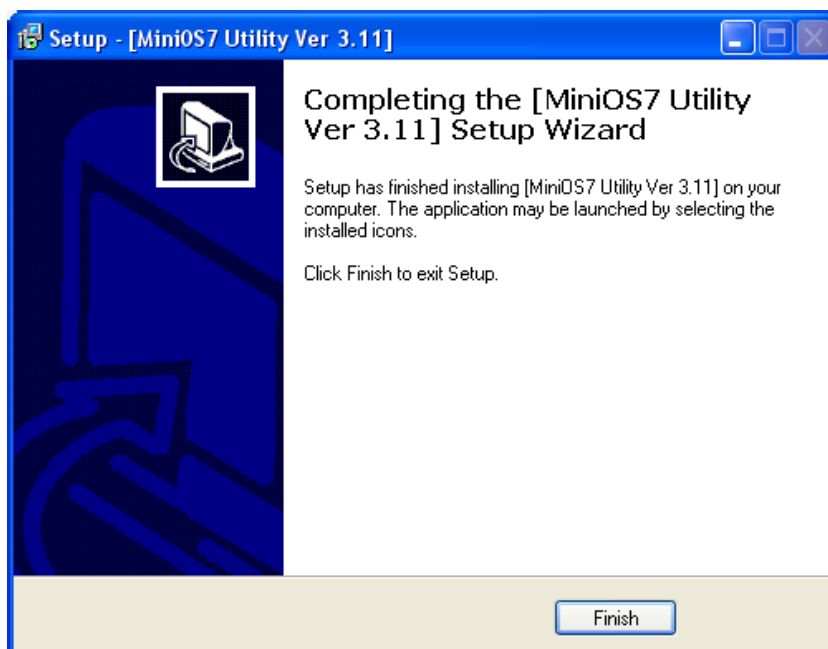 Setup - [MiniOS7 Utility Ver 3.11]
Completing the [MiniOS7 Utility
Ver 3.11] Setup Wizard
Setup has finished installing [MiniOS7 Utility Ver 3.11] on your
computer. The application may be launched by selecting the
installed icons.
Click Finish to exit Setup.
Finish